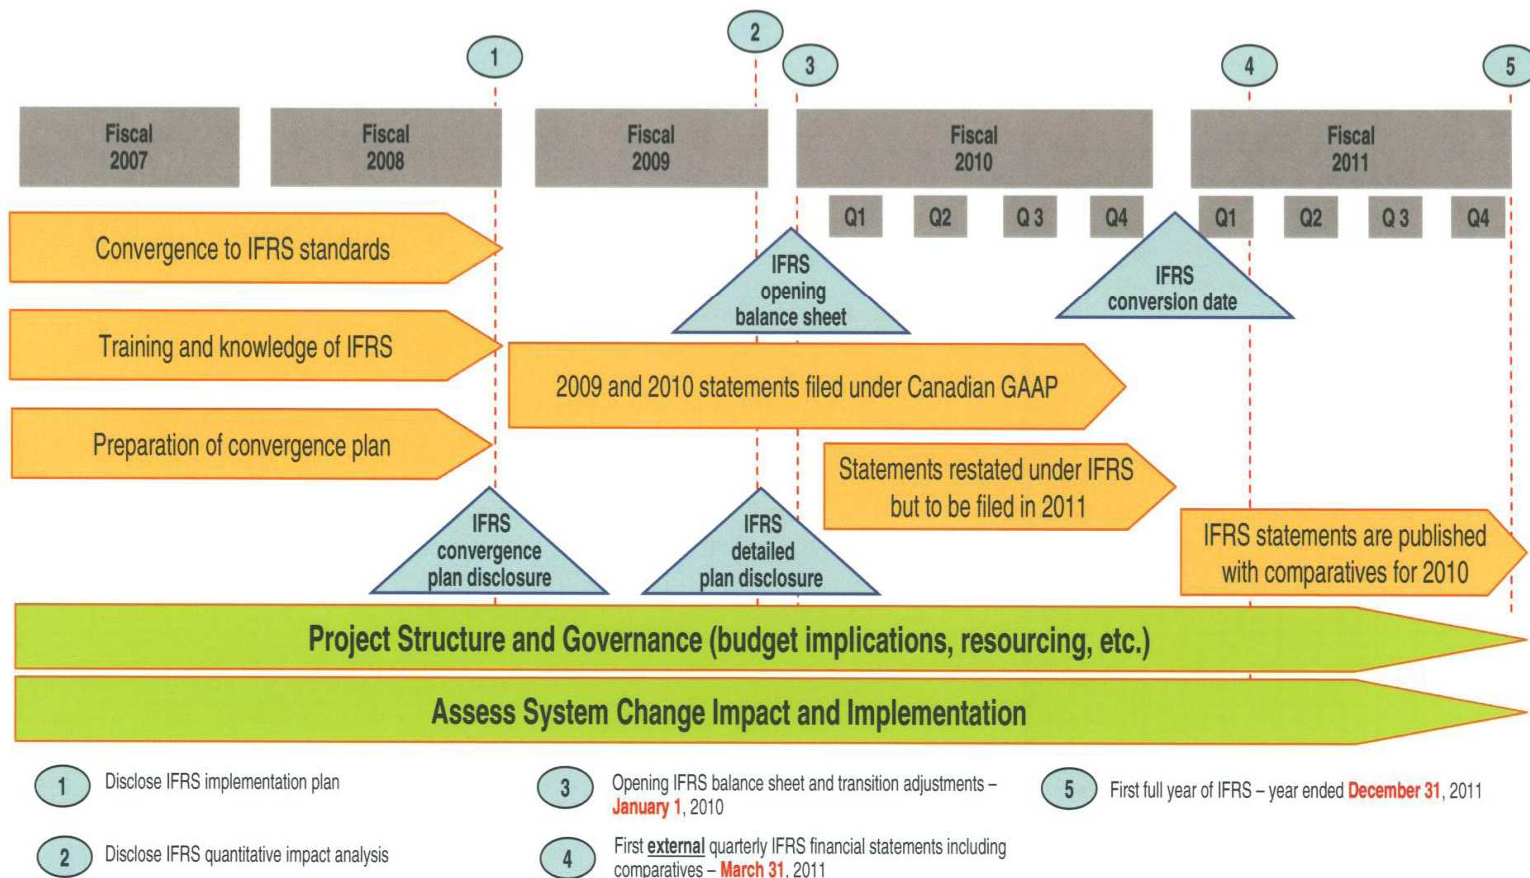 1
2
3
4
5
Fiscal
2007
Fiscal
2008
Fiscal
2009
Fiscal
2010
Fiscal
2011
Q1
Q2
Q 3
Q4
Q1
Q2
Q 3
Q4
Convergence to IFRS standards
IFRS
opening
balance sheet
IFRS
conversion date
Training and knowledge of IFRS
2009 and 2010 statements filed under Canadian GAAP
Preparation of convergence plan
Statements restated under IFRS
but to be filed in 2011
IFRS
convergence
plan disclosure
IFRS
detailed
plan disclosure
IFRS statements are published
with comparatives for 2010
Project Structure and Governance (budget implications, resourcing, etc.)
Assess System Change Impact and Implementation
1 Disclose IFRS implementation plan
2 Disclose IFRS quantitative impact analysis
3 Opening IFRS balance sheet and transition adjustments –
January 1, 2010
4 First external quarterly IFRS financial statements including
comparatives – March 31, 2011
5 First full year of IFRS – year ended December 31, 2011